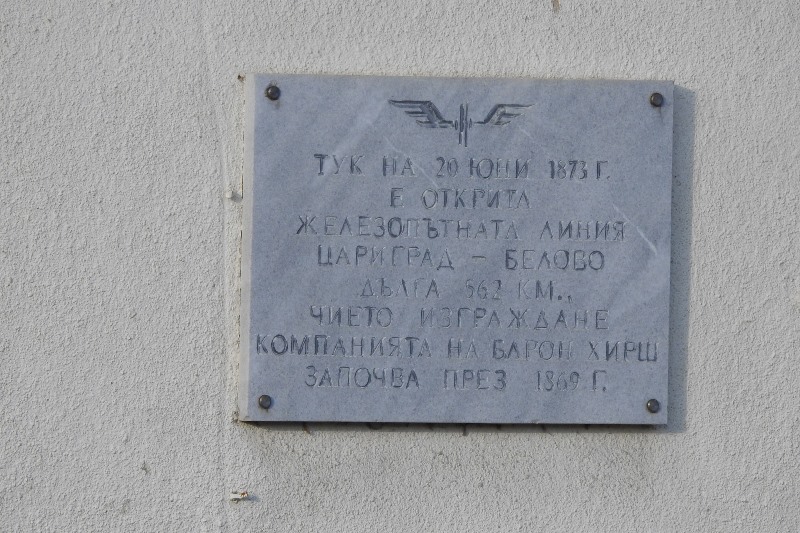 ТУК НА 20 ЮНИ 1873 Г.
Е ОТКРИТА
ЖЕЛЕЗОПЪТНАТА ЛИНИЯ
ЦАРИГРАД – БЕЛОВО
ДЪЛГА 562 КМ.,
ЧИЕТО ИЗГРАЖДАНЕ
КОМПАНИЯТА НА БАРОН ХИРШ
ЗАПОЧВА ПРЕЗ 1869 Г.